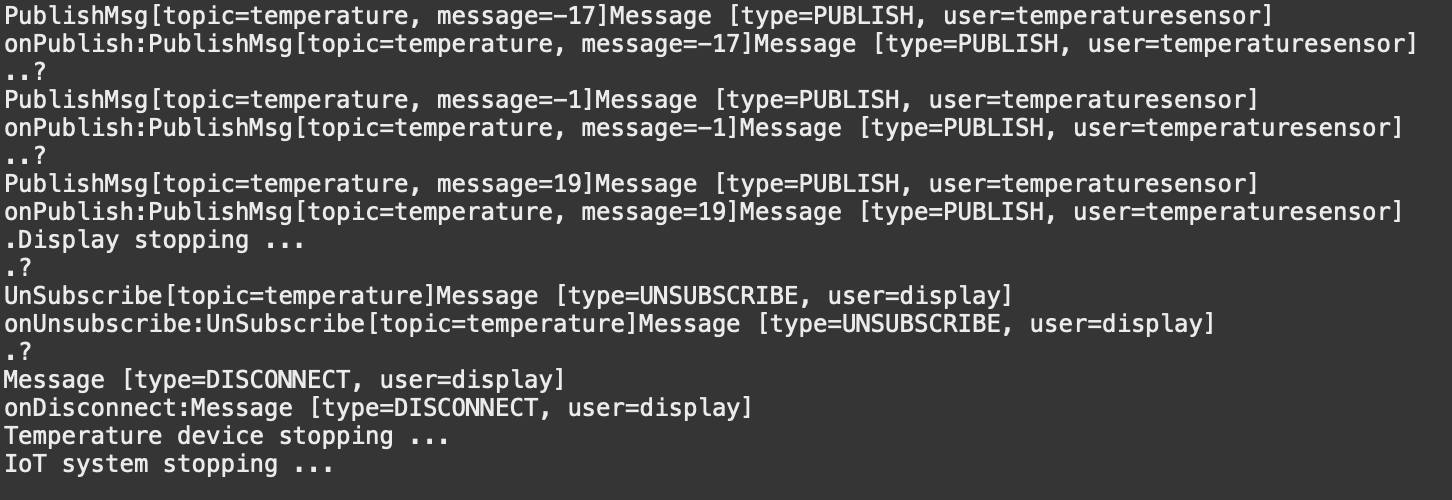 PublishMsg[topic=temperature, message=-17]Message [type=PUBLISH, user=temperaturesensor]
onPublish:PublishMsg[topic=temperature, message=-17]Message [type=PUBLISH, user=temperaturesensor]
..?
PublishMsg[topic=temperature, message=-1]Message [type=PUBLISH, user=temperaturesensor]
onPublish:PublishMsg[topic=temperature, message=-1]Message [type=PUBLISH, user=temperaturesensor]
..?
PublishMsg[topic=temperature, message=19]Message [type=PUBLISH, user=temperaturesensor]
onPublish:PublishMsg[topic=temperature, message=19]Message [type=PUBLISH, user=temperaturesensor]
.Display stopping ...
.?
UnSubscribe[topic=temperature]Message [type=UNSUBSCRIBE, user=display]
onUnsubscribe:UnSubscribe[topic=temperature]Message [type=UNSUBSCRIBE, user=display]
.?
Message [type=DISCONNECT, user=display]
onDisconnect:Message [type=DISCONNECT, user=display]
Temperature device stopping ...
IoT system stopping ...